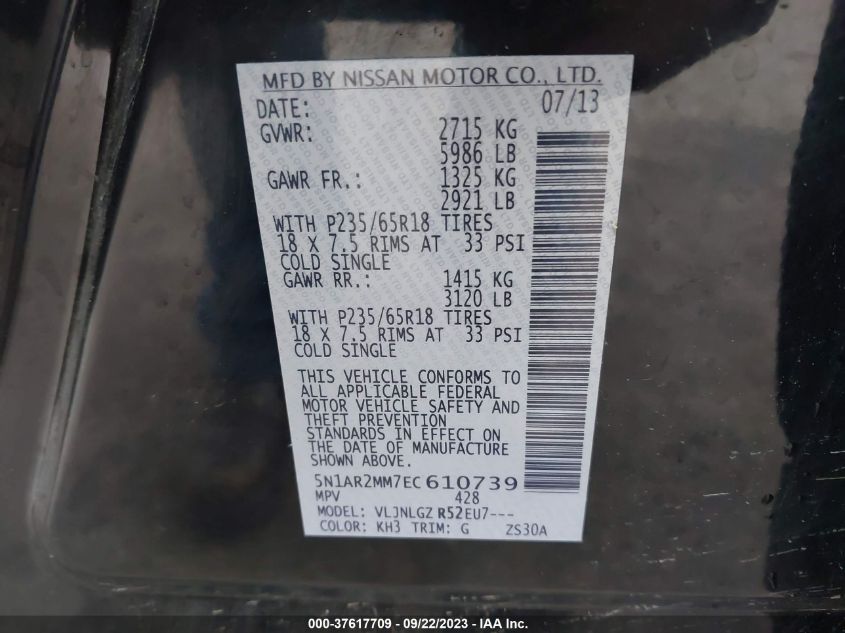 MFD BY NISSAN MOTOR CO., LTD.
DATE: 07/13
GVWR: 2715 KG
5986 LB
GAWR FR.: 1325 KG
2921 LB
WITH P235/65R18 TIRES
18 X 7.5 RIMS AT 33 PSI
COLD SINGLE
GAWR RR.: 1415 KG
3120 LB
WITH P235/65R18 TIRES
18 X 7.5 RIMS AT 33 PSI
COLD SINGLE
THIS VEHICLE CONFORMS TO
ALL APPLICABLE FEDERAL
MOTOR VEHICLE SAFETY AND
THEFT PREVENTION
STANDARDS IN EFFECT ON
THE DATE OF MANUFACTURE
SHOWN ABOVE.
5N1AR2MM7EC 610739
MPV 428
MODEL: VLJNLGZ R52EU7---
COLOR: KH3 TRIM: G ZS30A
000-37617709 - 09/22/2023 - IAA Inc.